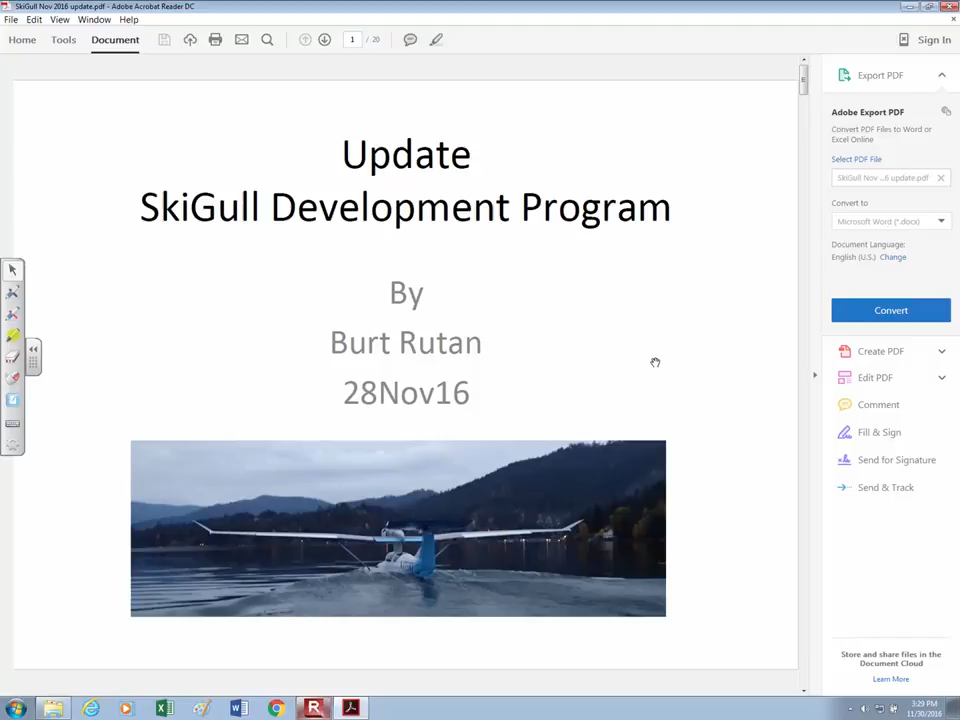 SkiGull Nov 2016 update.pdf - Adobe Acrobat Reader DC
File Edit View Window Help
Home Tools Document 1 / 20 Sign In
Update
SkiGull Development Program
By
Burt Rutan
28Nov16
Export PDF
Adobe Export PDF
Convert PDF Files to Word or
Excel Online
Select PDF File
SkiGull Nov ...6 update.pdf
Convert to
Microsoft Word (*.docx)
Document Language:
English (U.S.) Change
Convert
Create PDF
Edit PDF
Comment
Fill & Sign
Send for Signature
Send & Track
Store and share files in the
Document Cloud
Learn More
3:29 PM
11/30/2016